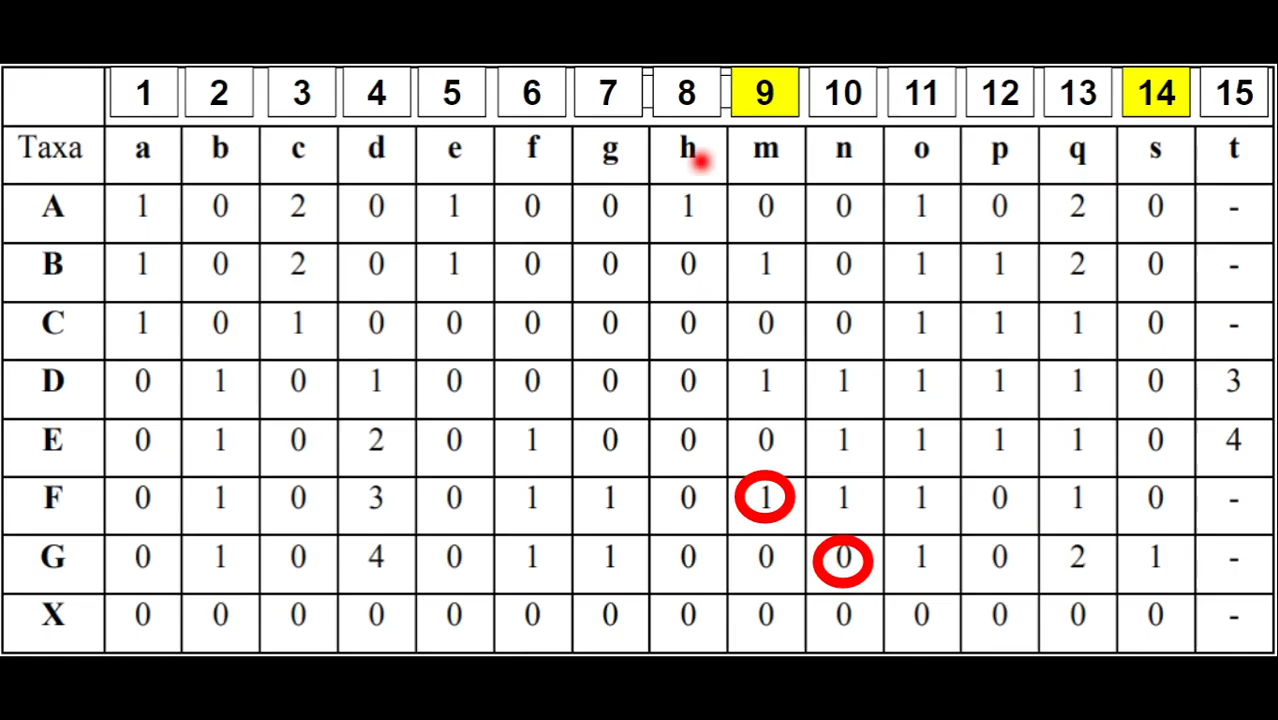 1 2 3 4 5 6 7 8 9 10 11 12 13 14 15
Taxa a b c d e f g h m n o p q s t
A 1 0 2 0 1 0 0 1 0 0 1 0 2 0 -
B 1 0 2 0 1 0 0 0 1 0 1 1 2 0 -
C 1 0 1 0 0 0 0 0 0 0 1 1 1 0 -
D 0 1 0 1 0 0 0 0 1 1 1 1 1 0 3
E 0 1 0 2 0 1 0 0 0 1 1 1 1 0 4
F 0 1 0 3 0 1 1 0 1 1 1 0 1 0 -
G 0 1 0 4 0 1 1 0 0 0 1 0 2 1 -
X 0 0 0 0 0 0 0 0 0 0 0 0 0 0 -